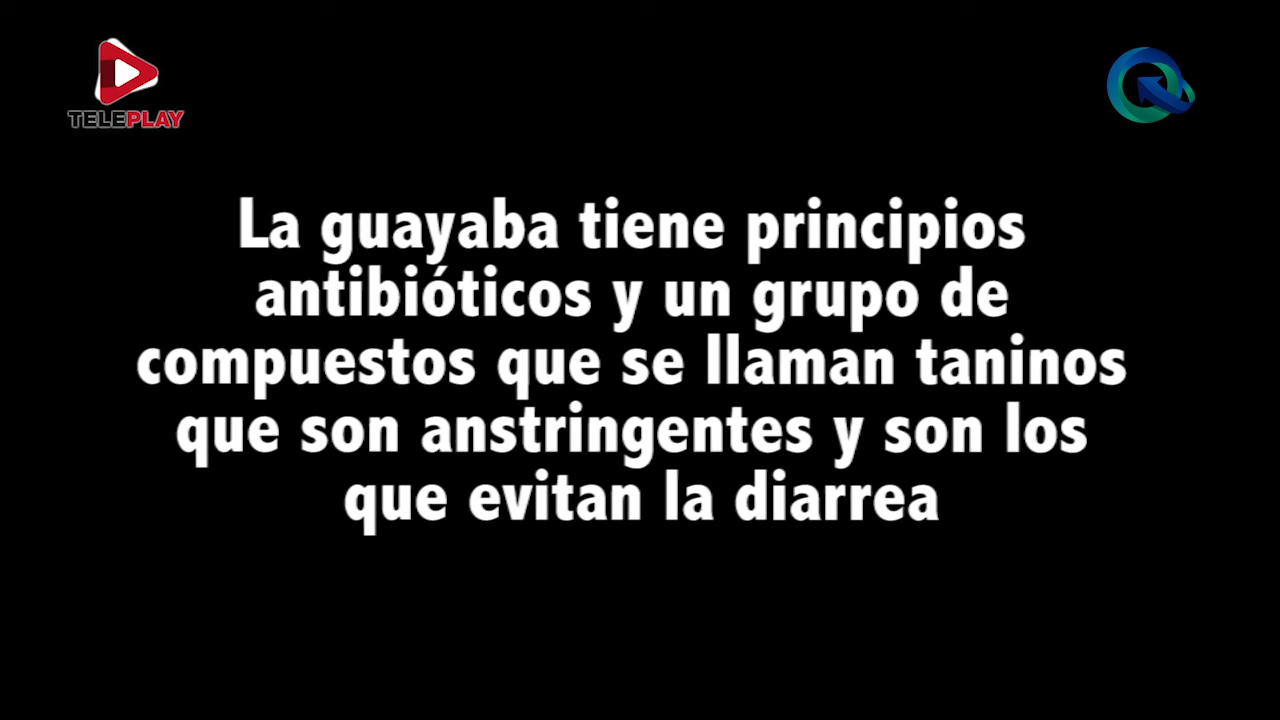 TELEPLAY
La guayaba tiene principios
antibióticos y un grupo de
compuestos que se llaman taninos
que son anstringentes y son los
que evitan la diarrea